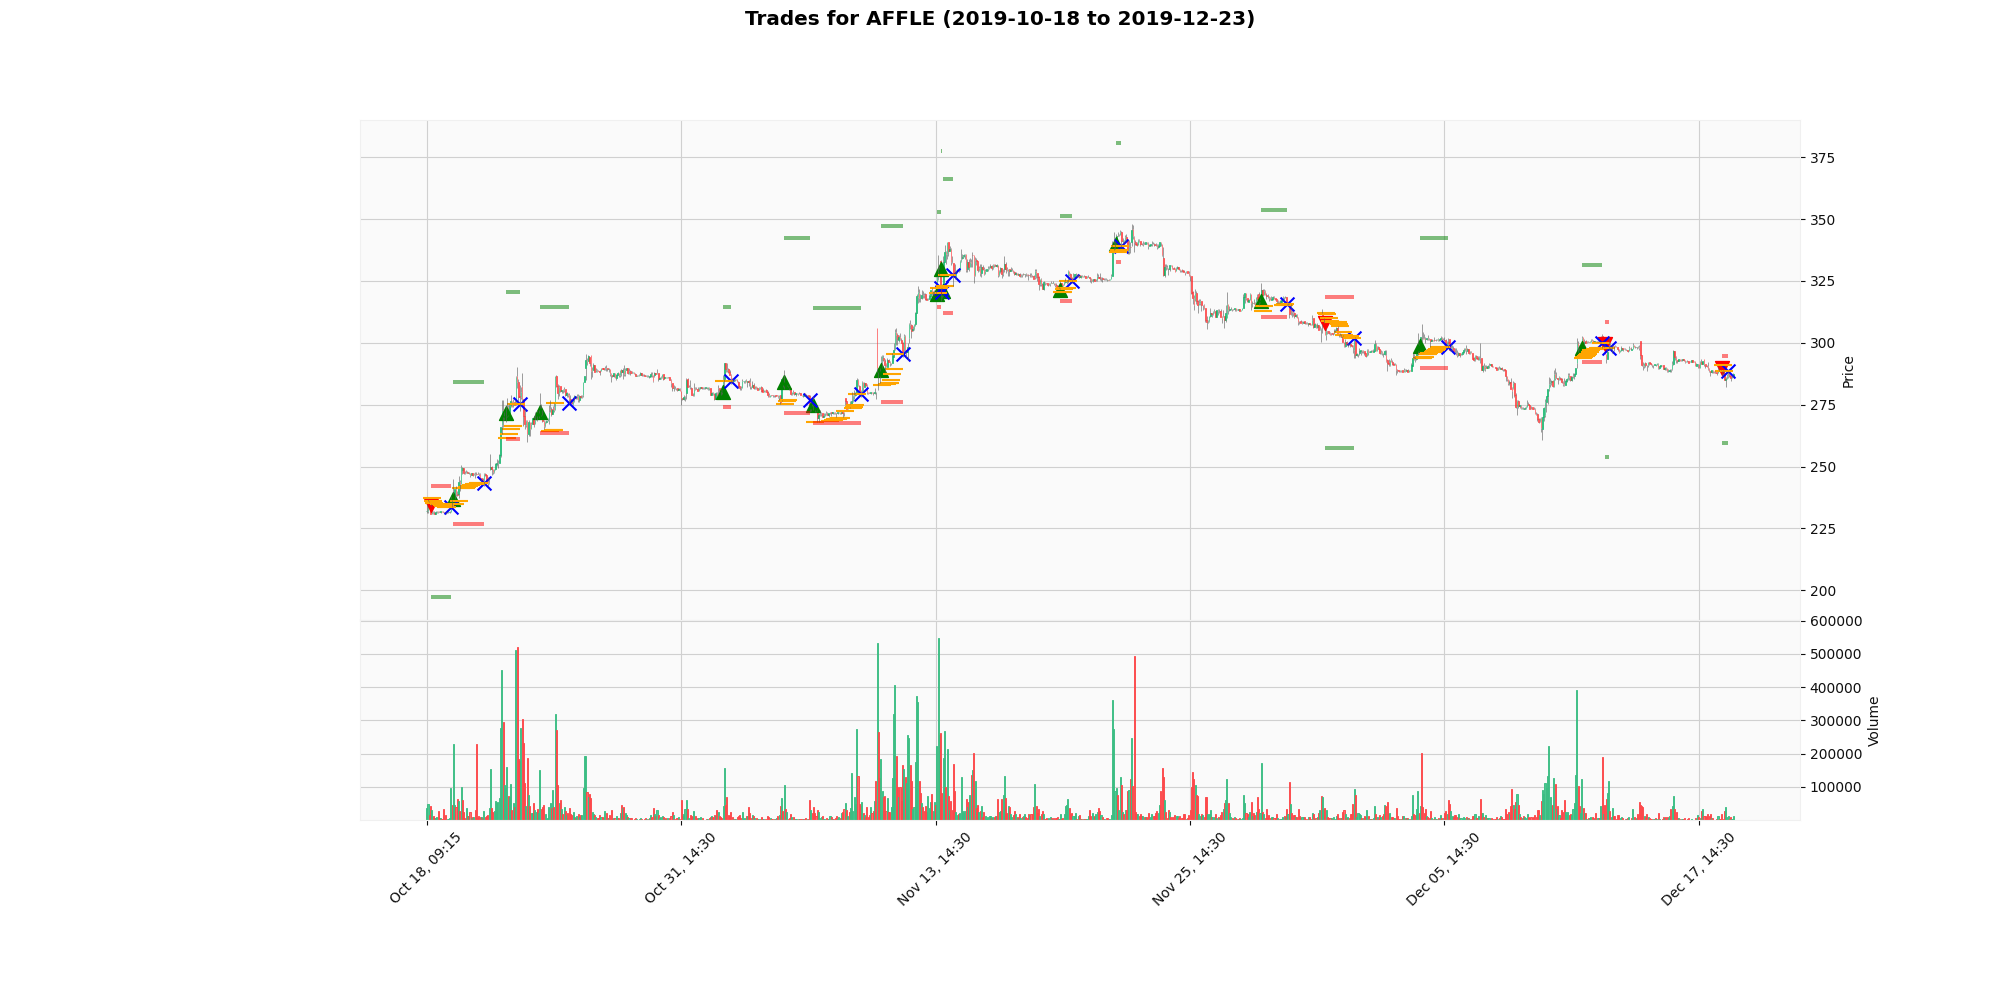 Trades for AFFLE (2019-10-18 to 2019-12-23)
375
350
325
300
275
250
225
200
Price
600000
500000
400000
300000
200000
100000
Volume
Oct 18, 09:15
Oct 31, 14:30
Nov 13, 14:30
Nov 25, 14:30
Dec 05, 14:30
Dec 17, 14:30